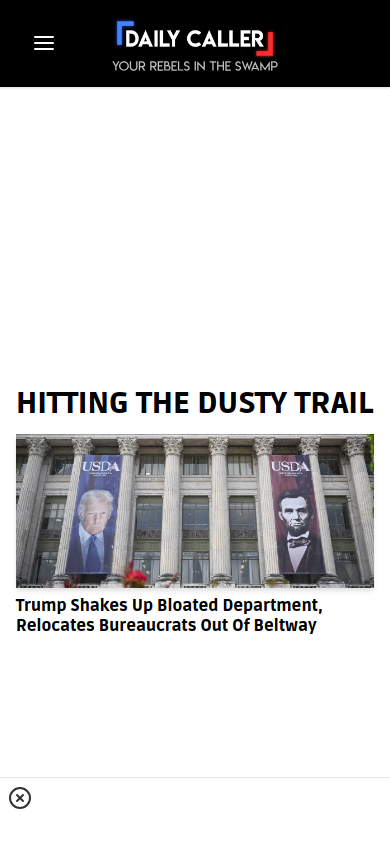 DAILY CALLER
YOUR REBELS IN THE SWAMP
HITTING THE DUSTY TRAIL
USDA
USDA
Trump Shakes Up Bloated Department,
Relocates Bureaucrats Out Of Beltway